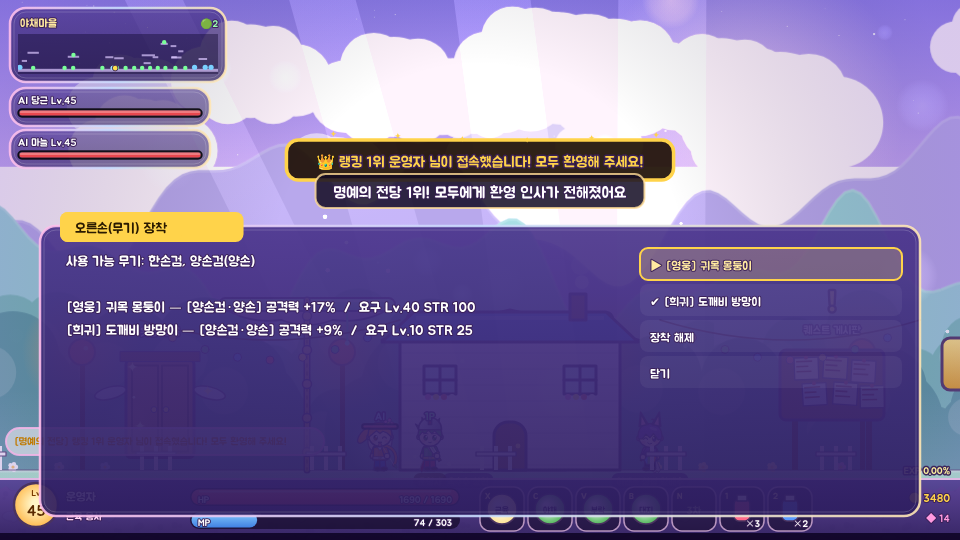 야채마을
2
AI 당근 Lv.45
AI 마늘 Lv.45
👑 랭킹 1위 운영자 님이 접속했습니다! 모두 환영해 주세요!
명예의 전당 1위! 모두에게 환영 인사가 전해졌어요
오른손(무기) 장착
사용 가능 무기: 한손검, 양손검(양손)
[영웅] 귀목 몽둥이 — [양손검·양손] 공격력 +17% / 요구 Lv.40 STR 100
[희귀] 도깨비 방망이 — [양손검·양손] 공격력 +9% / 요구 Lv.10 STR 25
▶ [영웅] 귀목 몽둥이
✔ [희귀] 도깨비 방망이
장착 해제
닫기
[명예의
0.00%
Lv
45
운영자
HP
1690 / 1690
MP
74 / 303
×3
×2
3480
14